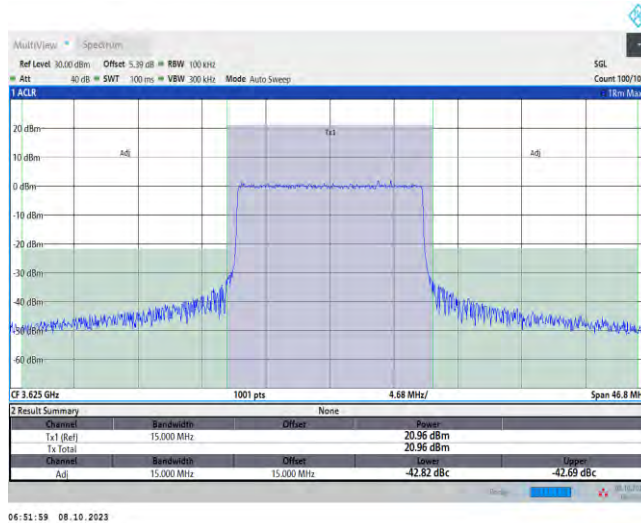 MultiView Spectrum
Ref Level 30.00 dBm Offset 5.39 dB RBW 100 kHz SGL
Att 40 dB SWT 100 ms VBW 300 kHz Mode Auto Sweep Count 100/10
1 ACLR 1Rm Max
Tx1
20 dBm
Adj Adj
10 dBm
0 dBm
-10 dBm
-20 dBm
-30 dBm
-40 dBm
-50 dBm
-60 dBm
CF 3.625 GHz 1001 pts 4.68 MHz/ Span 46.8 MH
2 Result Summary None
Channel Bandwidth Offset Power
Tx1 (Ref) 15.000 MHz 20.96 dBm
Tx Total 20.96 dBm
Channel Bandwidth Offset Lower Upper
Adj 15.000 MHz 15.000 MHz -42.82 dBc -42.69 dBc
06:51:59 08.10.2023